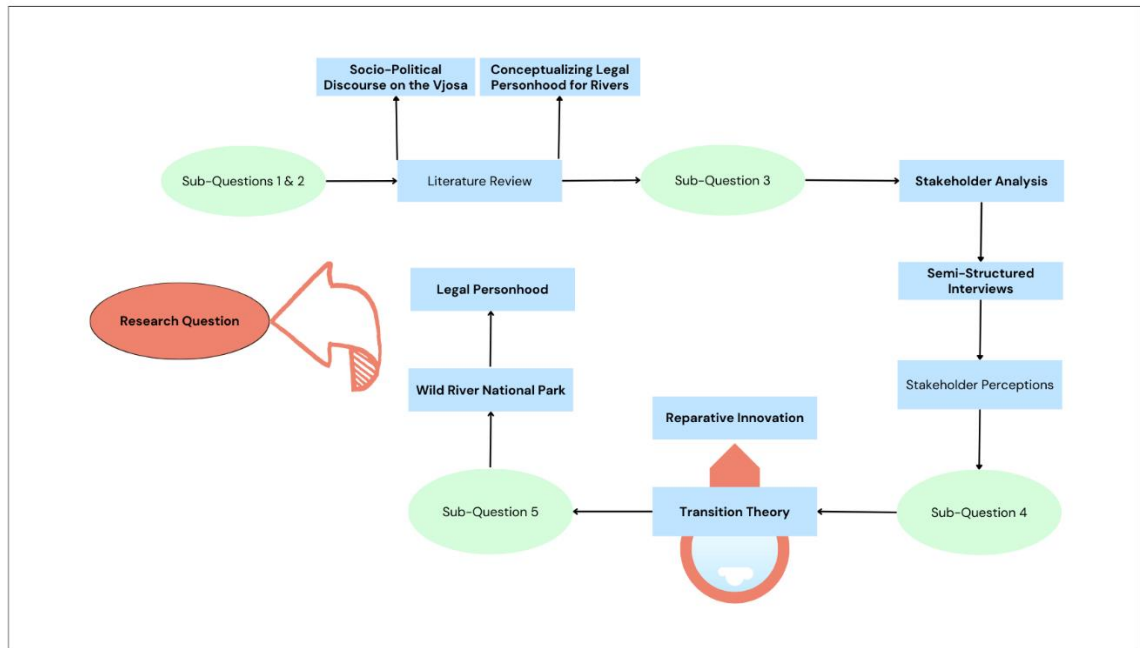 Socio-Political
Discourse on the Vjosa
Conceptualizing Legal
Personhood for Rivers
Sub-Questions 1 & 2
Literature Review
Sub-Question 3
Stakeholder Analysis
Semi-Structured
Interviews
Legal Personhood
Research Question
Wild River National Park
Stakeholder Perceptions
Reparative Innovation
Sub-Question 5
Transition Theory
Sub-Question 4